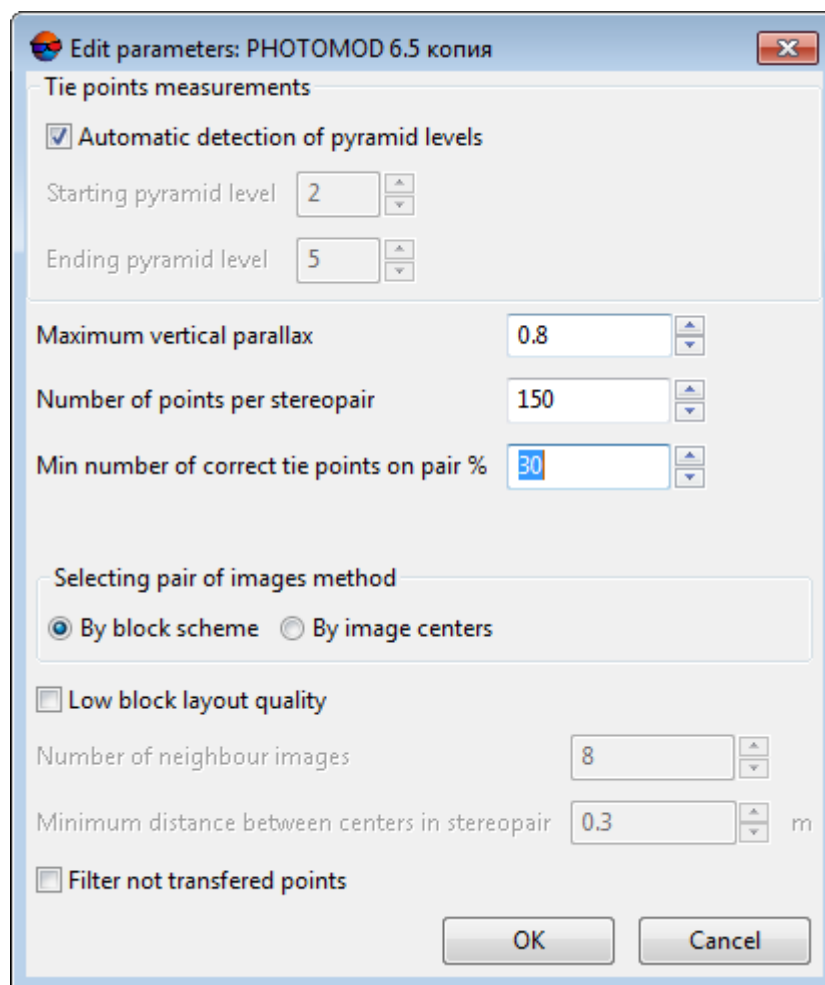 Edit parameters: PHOTOMOD 6.5 копия
Tie points measurements
Automatic detection of pyramid levels
Starting pyramid level 2
Ending pyramid level 5
Maximum vertical parallax 0.8
Number of points per stereopair 150
Min number of correct tie points on pair % 30
Selecting pair of images method
By block scheme By image centers
Low block layout quality
Number of neighbour images 8
Minimum distance between centers in stereopair 0.3 m
Filter not transfered points
OK Cancel